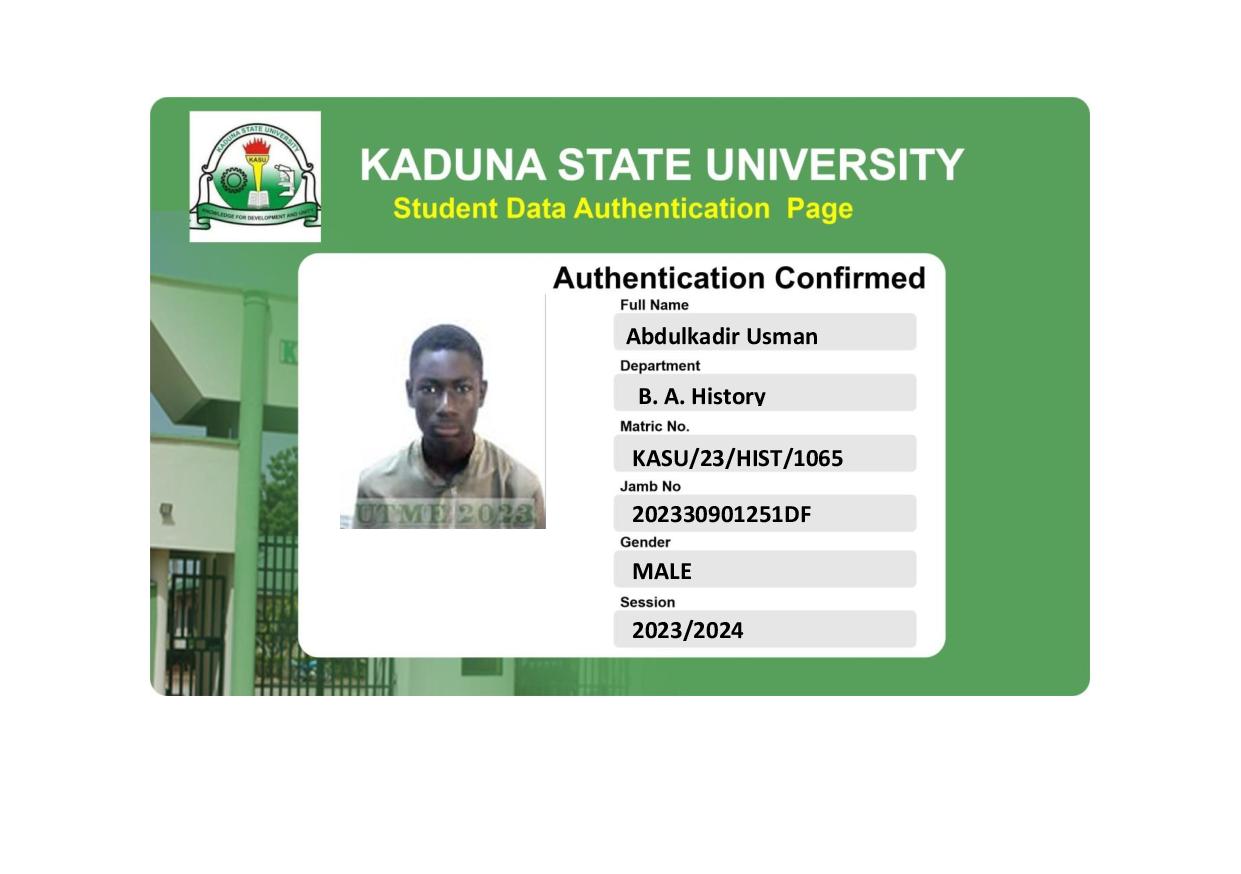 KADUNA STATE UNIVERSITY
KASU
KNOWLEDGE FOR DEVELOPMENT AND UNITY
KADUNA STATE UNIVERSITY
Student Data Authentication Page
Authentication Confirmed
Full Name
Abdulkadir Usman
Department
B. A. History
Matric No.
KASU/23/HIST/1065
Jamb No
202330901251DF
Gender
MALE
Session
2023/2024
UTME 2023
K